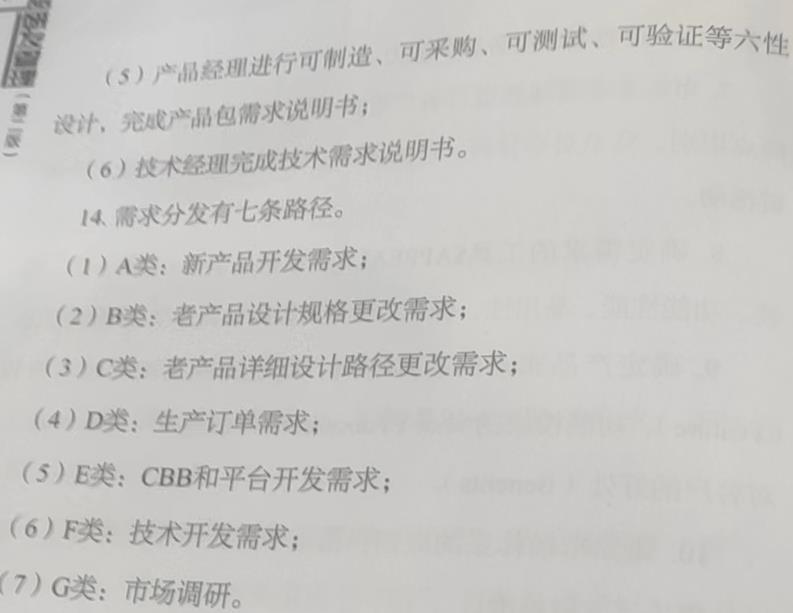 （第二版）
（5）产品经理进行可制造、可采购、可测试、可验证等六性
设计，完成产品包需求说明书；
（6）技术经理完成技术需求说明书。
14. 需求分发有七条路径。
（1）A类：新产品开发需求；
（2）B类：老产品设计规格更改需求；
（3）C类：老产品详细设计路径更改需求；
（4）D类：生产订单需求；
（5）E类：CBB和平台开发需求；
（6）F类：技术开发需求；
（7）G类：市场调研。